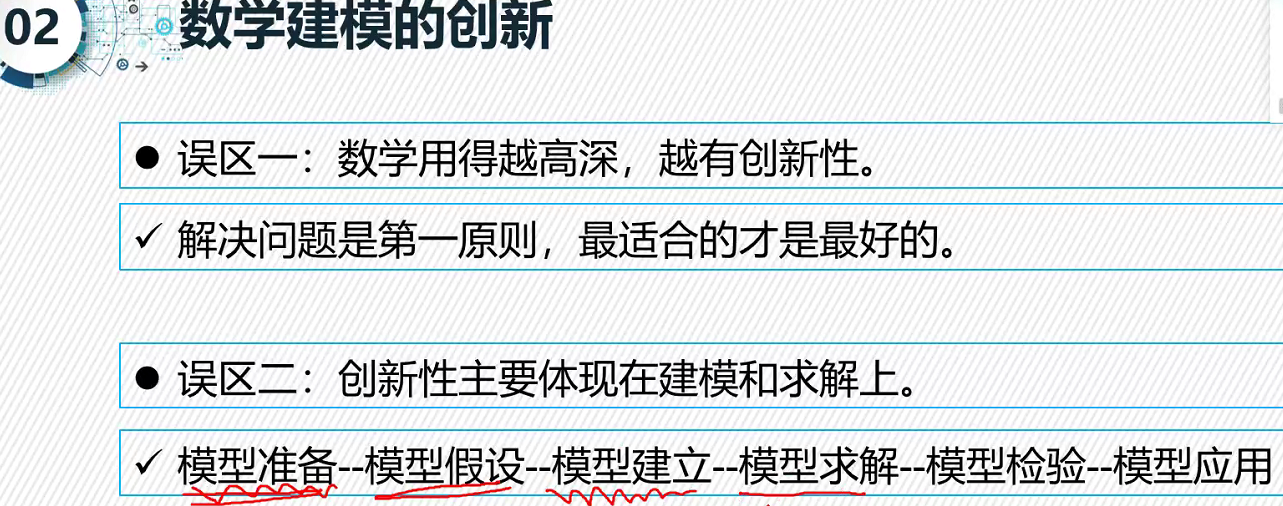 02
数学建模的创新
● 误区一：数学用得越高深，越有创新性。
✓ 解决问题是第一原则，最适合的才是最好的。
● 误区二：创新性主要体现在建模和求解上。
✓ 模型准备--模型假设--模型建立--模型求解--模型检验--模型应用